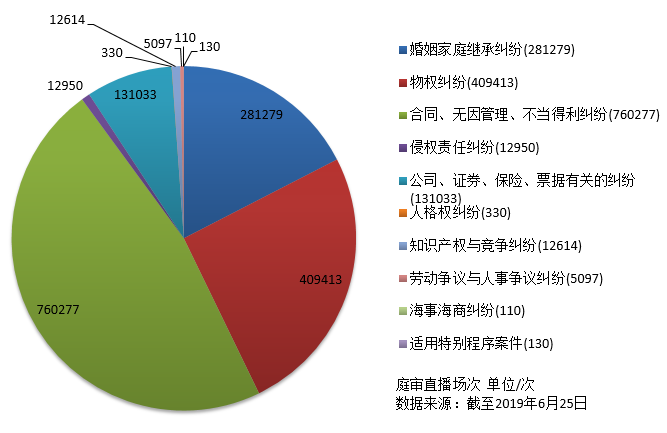 12614
110
5097
130
330
12950
131033
281279
409413
760277
婚姻家庭继承纠纷(281279)
物权纠纷(409413)
合同、无因管理、不当得利纠纷(760277)
侵权责任纠纷(12950)
公司、证券、保险、票据有关的纠纷
(131033)
人格权纠纷(330)
知识产权与竞争纠纷(12614)
劳动争议与人事争议纠纷(5097)
海事海商纠纷(110)
适用特别程序案件(130)
庭审直播场次 单位/次
数据来源：截至2019年6月25日